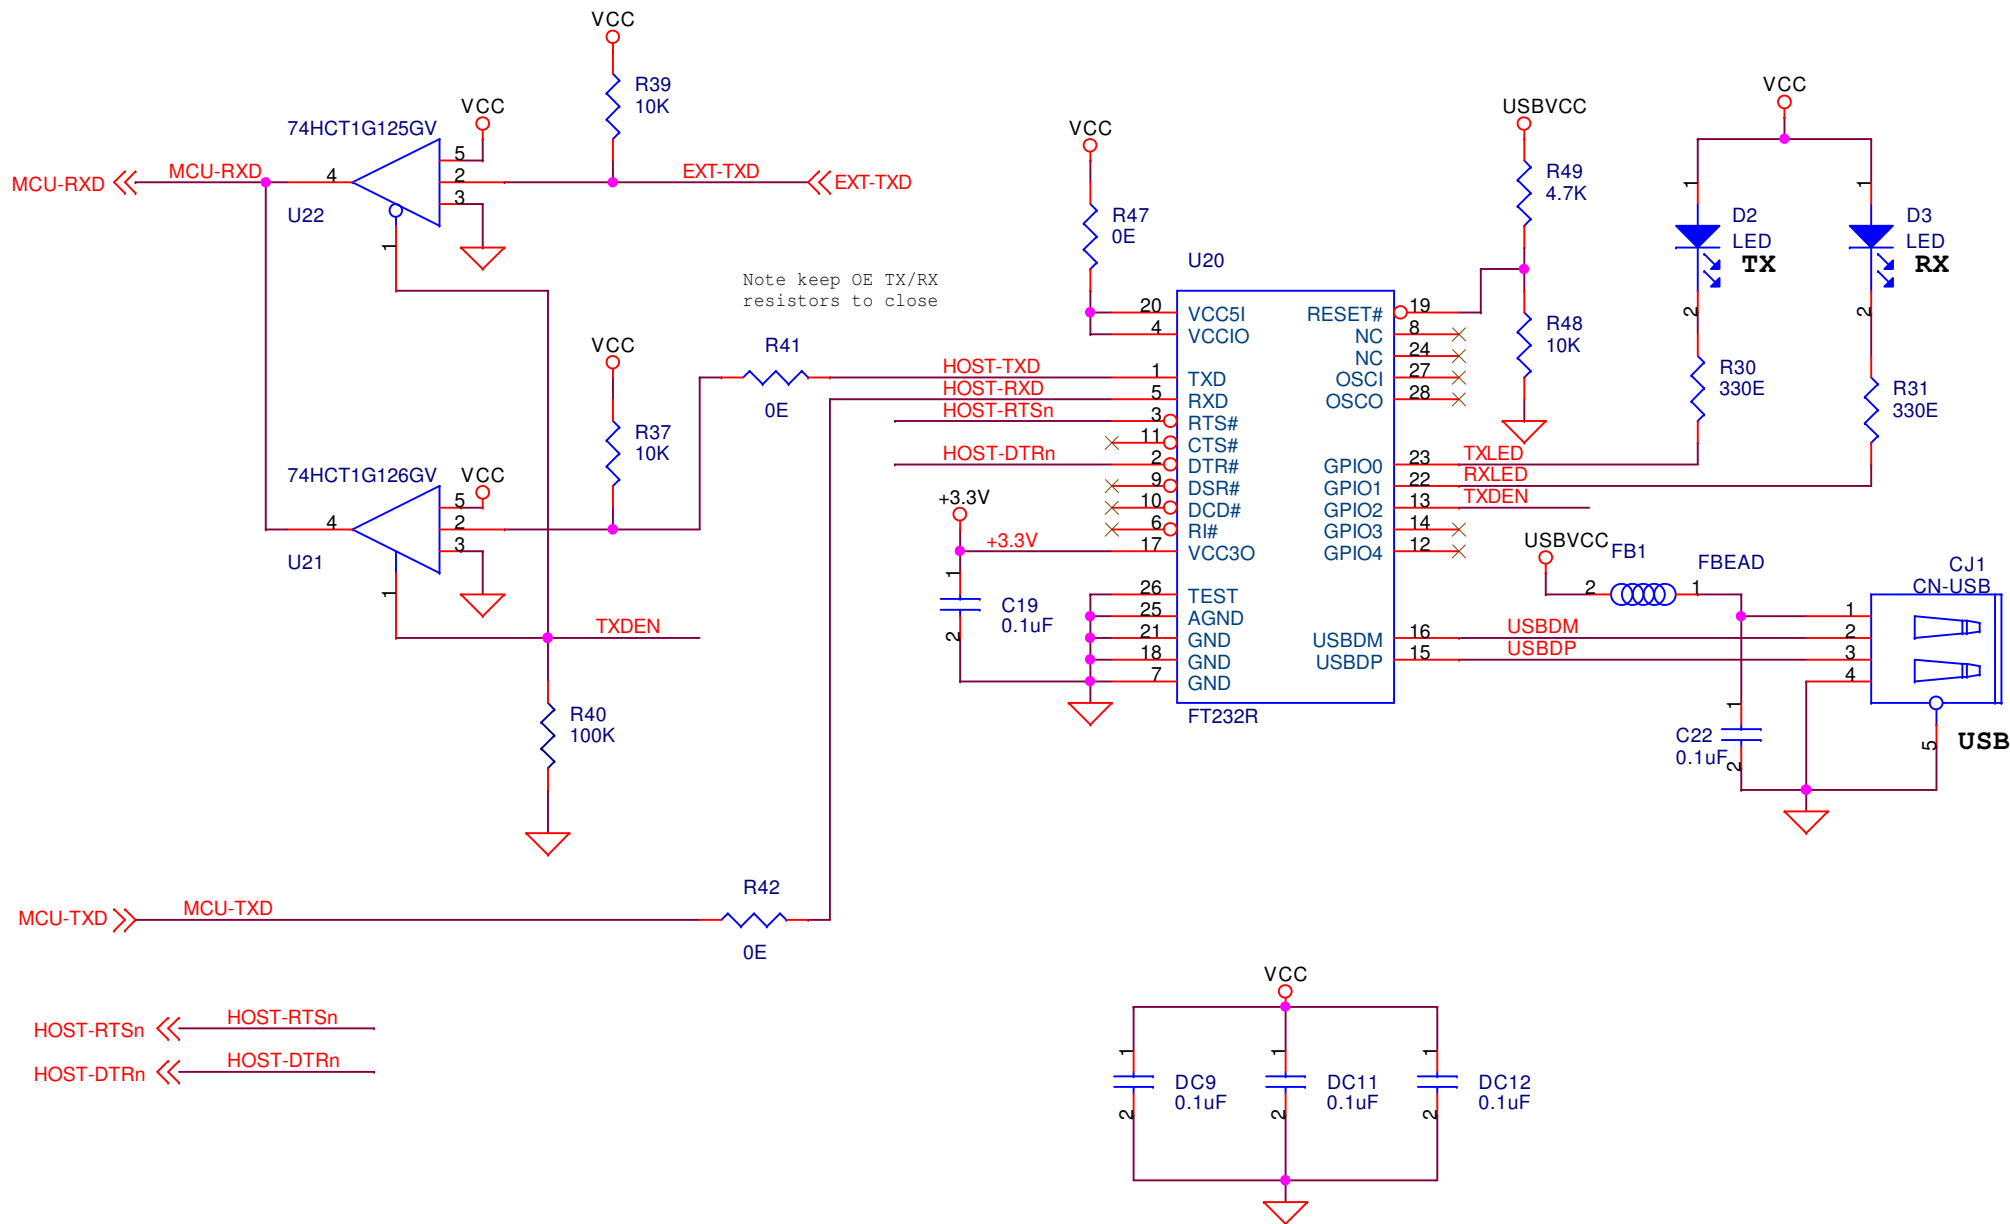 VCC
R39
10K
VCC
74HCT1G125GV
5
MCU-RXD
MCU-RXD
4
2
EXT-TXD
EXT-TXD
3
U22
1
Note keep OE TX/RX
resistors to close
VCC
R47
0E
USBVCC
R49
4.7K
R48
10K
VCC
1
1
D2
LED
TX
D3
LED
RX
2
2
R30
330E
R31
330E
U20
20
VCC5I
4
VCCIO
HOST-TXD
1
TXD
HOST-RXD
5
RXD
HOST-RTSn
3
RTS#
11
CTS#
HOST-DTRn
2
DTR#
9
DSR#
10
DCD#
6
RI#
+3.3V
+3.3V
17
VCC3O
26
TEST
25
AGND
21
GND
18
GND
7
GND
RESET#
19
NC
8
NC
24
OSCI
27
OSCO
28
GPIO0
23
TXLED
GPIO1
22
RXLED
GPIO2
13
TXDEN
GPIO3
14
GPIO4
12
USBDM
16
USBDM
USBDP
15
USBDP
FT232R
1
C19
0.1uF
2
VCC
R41
0E
R37
10K
74HCT1G126GV
VCC
5
4
2
3
U21
1
TXDEN
R40
100K
USBVCC
FB1
FBEAD
2
1
CJ1
CN-USB
1
2
3
4
5
USB
1
C22
0.1uF
2
R42
0E
MCU-TXD
MCU-TXD
HOST-RTSn
HOST-RTSn
HOST-DTRn
HOST-DTRn
VCC
1
1
1
DC9
0.1uF
DC11
0.1uF
DC12
0.1uF
2
2
2